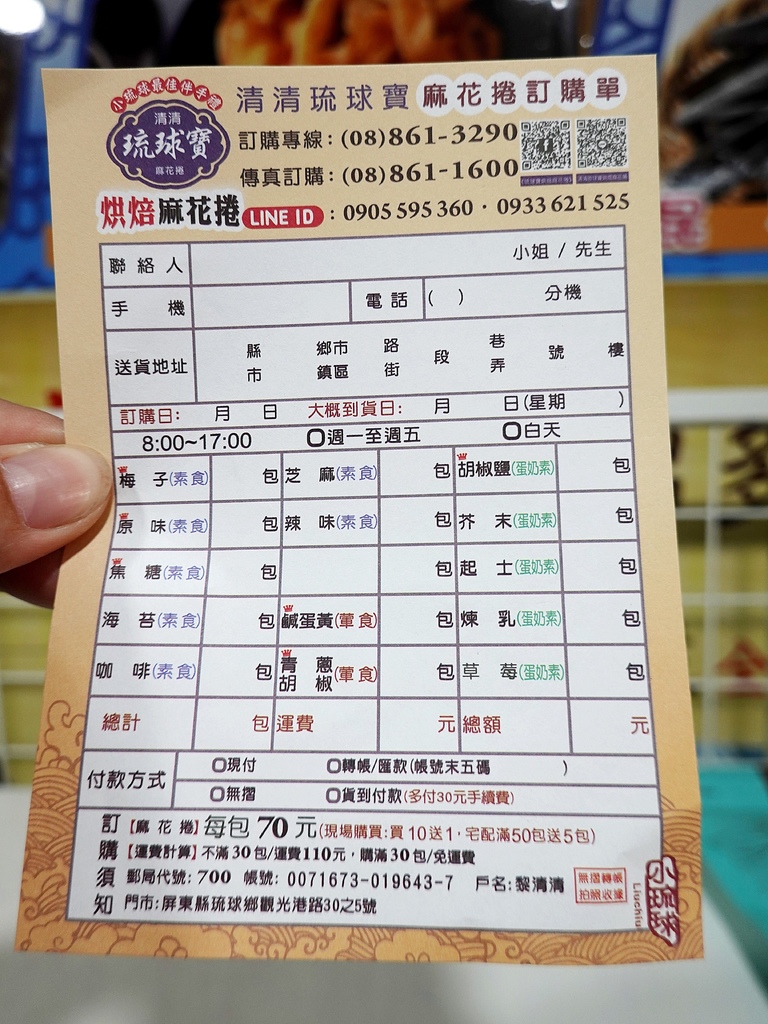 小琉球最佳伴手禮
清清
琉球寶
麻花捲
清清琉球寶 麻花捲訂購單
訂購專線：(08)861-3290
傳真訂購：(08)861-1600
烘焙麻花捲 LINE ID：0905 595 360 · 0933 621 525
聯絡人 小姐 / 先生
手機 電話 ( ) 分機
送貨地址 縣市 鄉市鎮區 路街 段 巷弄 號 樓
訂購日： 月 日 大概到貨日： 月 日(星期 )
8:00~17:00 週一至週五 白天
梅子(素食) 包 芝麻(素食) 包 胡椒鹽(蛋奶素) 包
原味(素食) 包 辣味(素食) 包 芥末(蛋奶素) 包
焦糖(素食) 包 包 起士(蛋奶素) 包
海苔(素食) 包 鹹蛋黃(葷食) 包 煉乳(蛋奶素) 包
咖啡(素食) 包 青蔥胡椒(葷食) 包 草莓(蛋奶素) 包
總計 包 運費 元 總額 元
付款方式 現付 轉帳/匯款(帳號末五碼 )
無摺 貨到付款(多付30元手續費)
訂購須知
【麻花捲】每包70元(現場購買:買10送1，宅配滿50包送5包)
【運費計算】不滿30包/運費110元，購滿30包/免運費
郵局代號：700 帳號：0071673-019643-7 戶名：黎清清
無摺轉帳
拍照收據
門市：屏東縣琉球鄉觀光港路30之5號
小琉球
Liuchiu